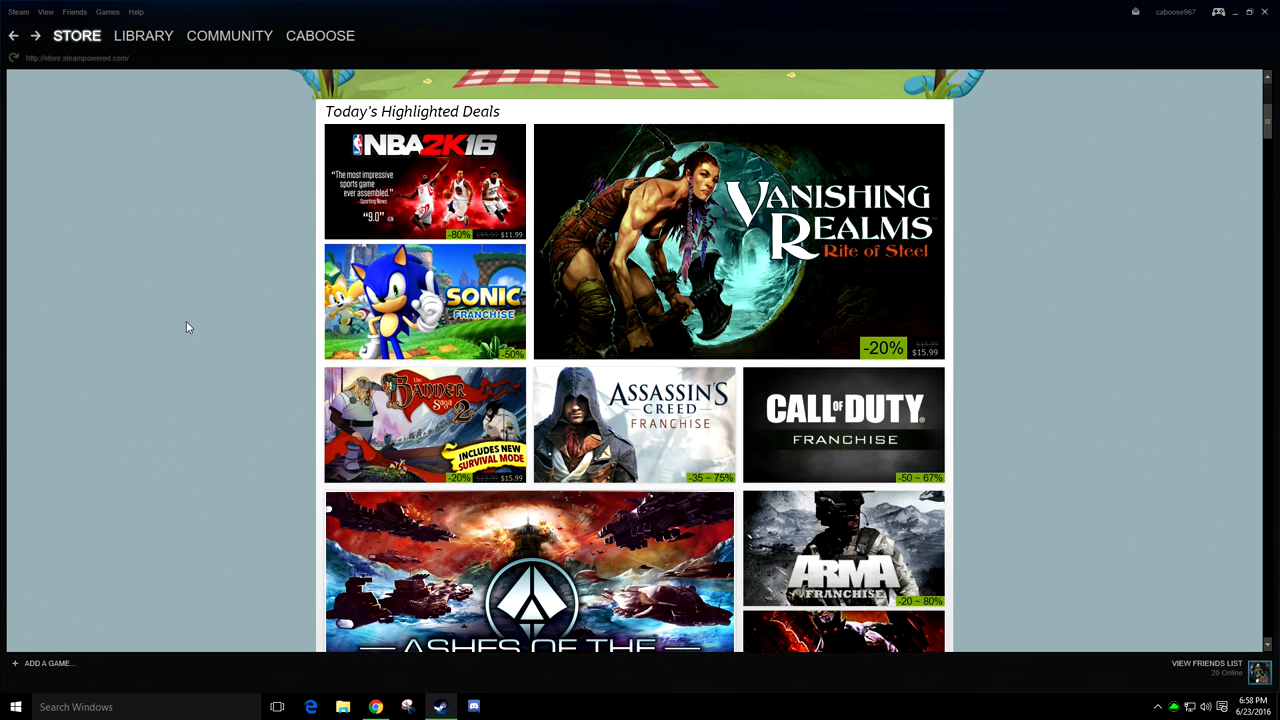 Steam View Friends Games Help
caboose967
STORE LIBRARY COMMUNITY CABOOSE
http://store.steampowered.com/
Today's Highlighted Deals
NBA2K16
"The most impressive
sports game
ever assembled."
-Sporting News
"9.0"
-80% $59.99 $11.99
VANISHING
REALMS
Rite of Steel
-20% $19.99
$15.99
SONIC
FRANCHISE
-50%
the
Banner
Saga
2
INCLUDES NEW
SURVIVAL MODE
-20% $19.99 $15.99
ASSASSIN'S
CREED
FRANCHISE
-35 ~ 75%
CALL OF DUTY®
FRANCHISE
-50 ~ 67%
ASHES OF THE
ARMA
FRANCHISE
-20 ~ 80%
+ ADD A GAME...
VIEW FRIENDS LIST
20 Online
Search Windows
6:58 PM
6/23/2016